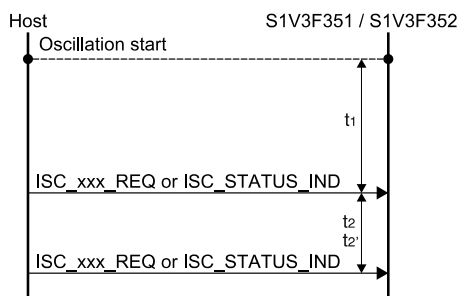 Host
S1V3F351 / S1V3F352
Oscillation start
t1
ISC_xxx_REQ or ISC_STATUS_IND
t2
t2'
ISC_xxx_REQ or ISC_STATUS_IND